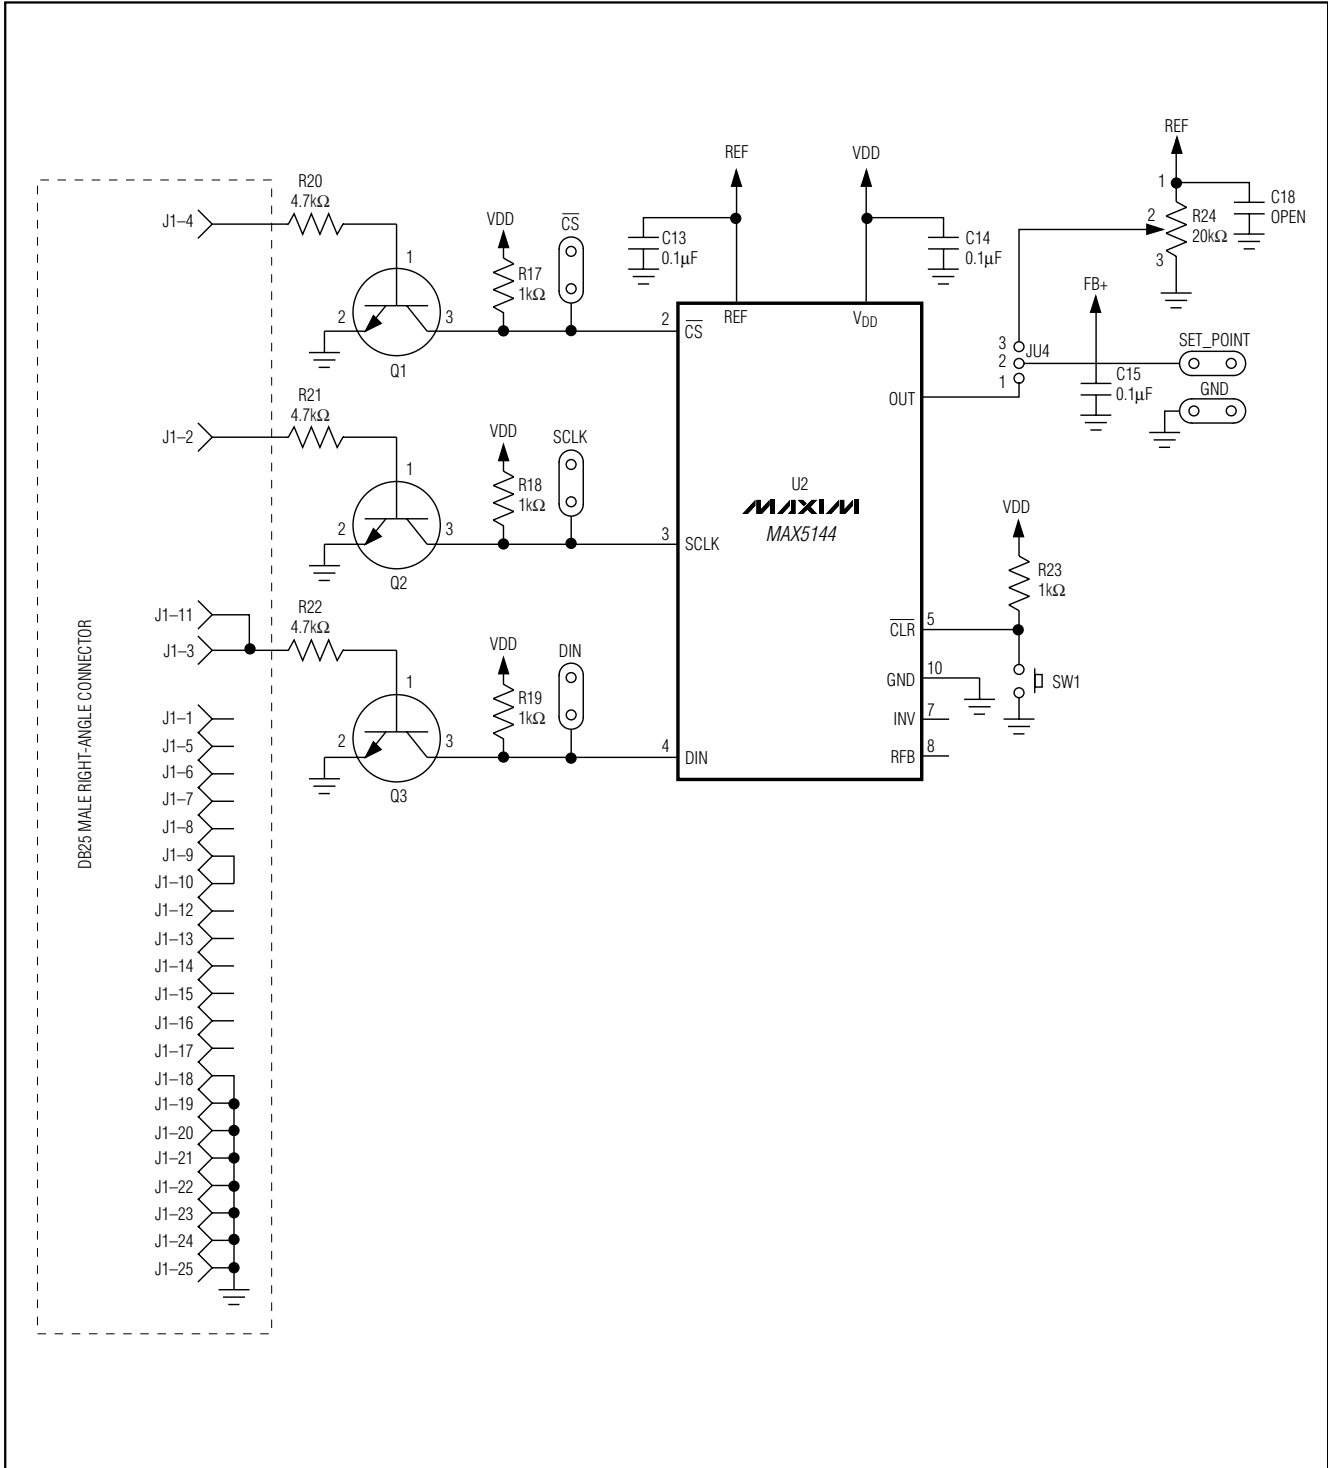 REF
REF
VDD
R20
4.7kΩ
J1–4
1
C18
OPEN
2
R24
20kΩ
3
VDD
CS
C13
0.1µF
C14
0.1µF
1
R17
1kΩ
FB+
2
3
2
CS
REF
VDD
Q1
3
2
1
JU4
SET_POINT
C15
0.1µF
GND
OUT
R21
4.7kΩ
J1–2
VDD
SCLK
1
R18
1kΩ
U2
MAXIM
MAX5144
2
3
3
SCLK
Q2
VDD
R23
1kΩ
J1–11
R22
4.7kΩ
J1–3
CLR
5
VDD
DIN
1
R19
1kΩ
GND
10
SW1
INV
7
2
3
4
DIN
RFB
8
Q3
DB25 MALE RIGHT-ANGLE CONNECTOR
J1–1
J1–5
J1–6
J1–7
J1–8
J1–9
J1–10
J1–12
J1–13
J1–14
J1–15
J1–16
J1–17
J1–18
J1–19
J1–20
J1–21
J1–22
J1–23
J1–24
J1–25